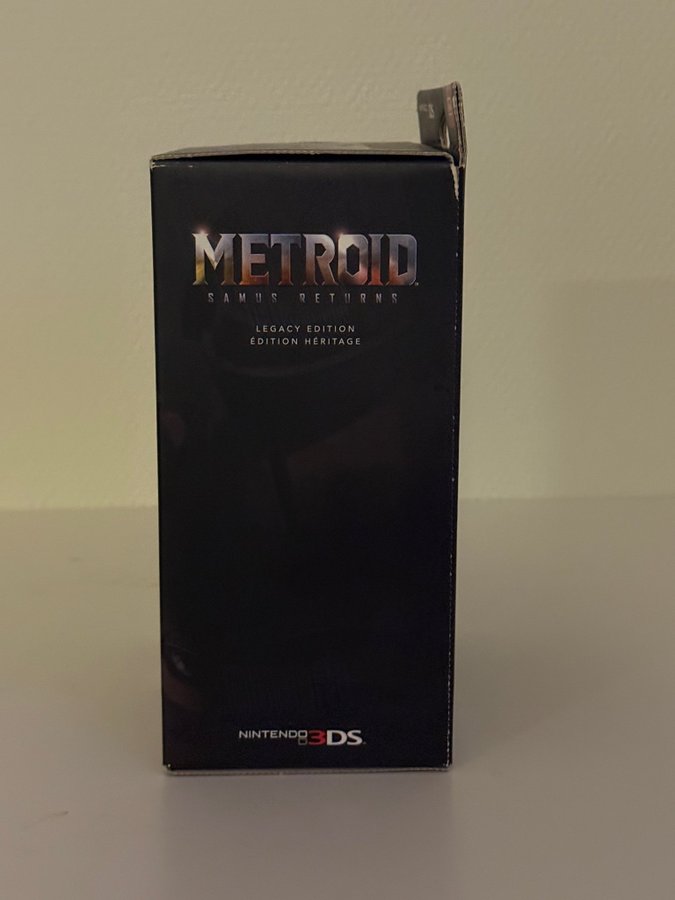 METROID
SAMUS RETURNS
LEGACY EDITION
ÉDITION HÉRITAGE
NINTENDO 3DS